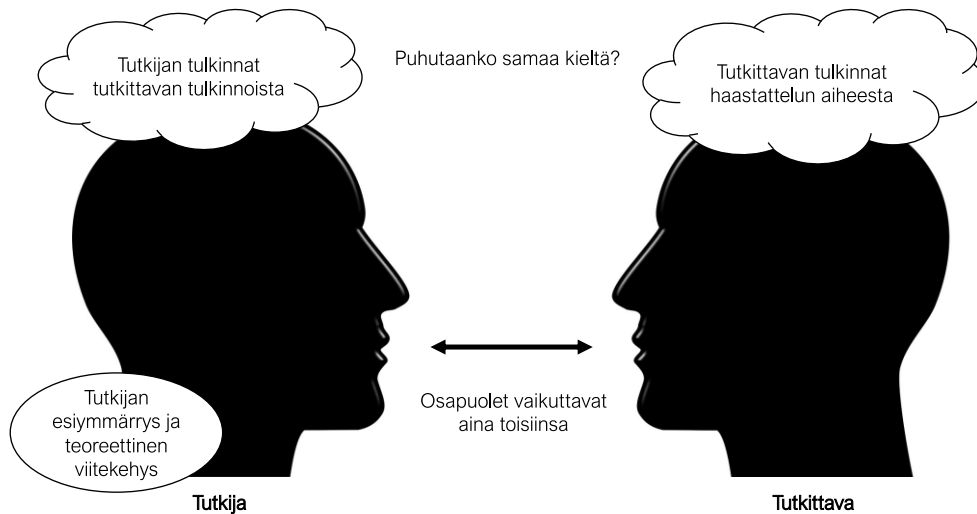 Tutkijan tulkinnat
tutkittavan tulkinnoista
Puhutaanko samaa kieltä?
Tutkittavan tulkinnat
haastattelun aiheesta
Osapuolet vaikuttavat
aina toisiinsa
Tutkijan
esiymmärrys ja
teoreettinen
viitekehys
Tutkija
Tutkittava